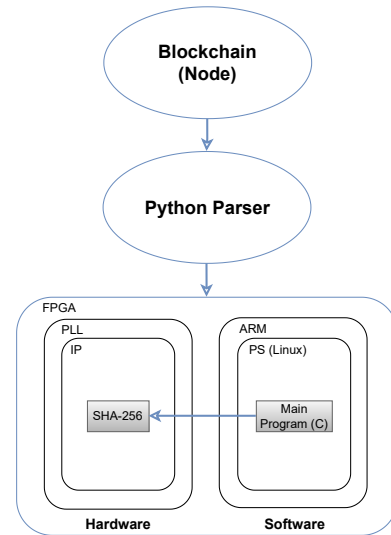 Blockchain
(Node)
Python Parser
FPGA
PLL
IP
SHA-256
ARM
PS (Linux)
Main
Program (C)
Hardware
Software